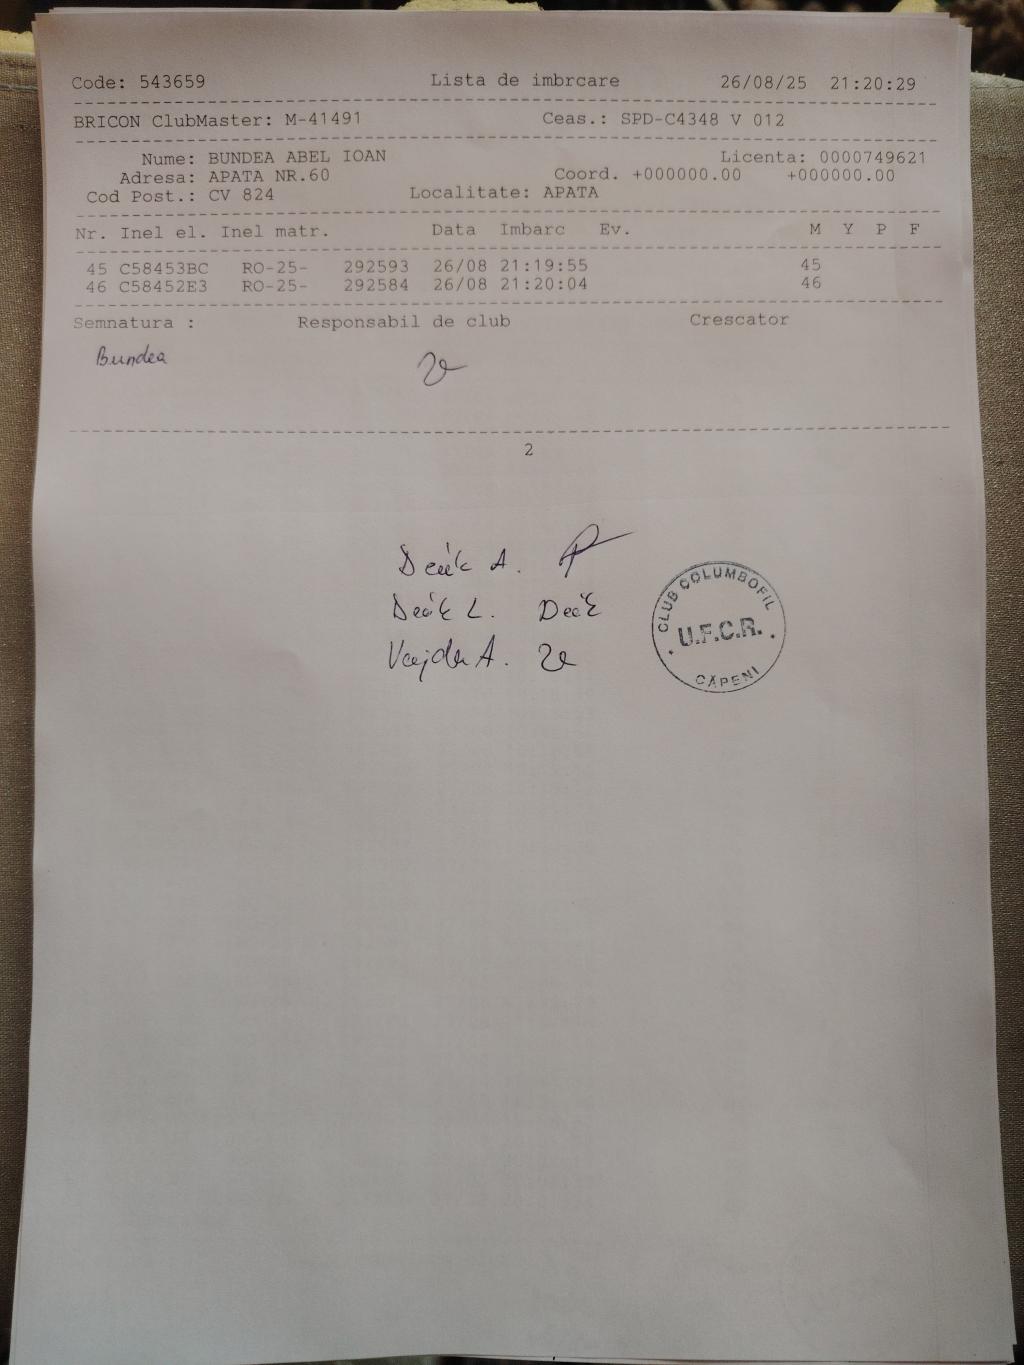 Code: 543659 Lista de imbrcare 26/08/25 21:20:29
BRICON ClubMaster: M-41491 Ceas.: SPD-C4348 V 012
Nume: BUNDEA ABEL IOAN Licenta: 0000749621
Adresa: APATA NR.60 Coord. +000000.00 +000000.00
Cod Post.: CV 824 Localitate: APATA
Nr. Inel el. Inel matr. Data Imbarc Ev. M Y P F
45 C58453BC RO-25- 292593 26/08 21:19:55 45
46 C58452E3 RO-25- 292584 26/08 21:20:04 46
Semnatura : Responsabil de club Crescator
Bundea
2
Deák A.
Deák L. Deák
Vajda A.
CLUB COLUMBOFIL
U.F.C.R.
CĂPENI